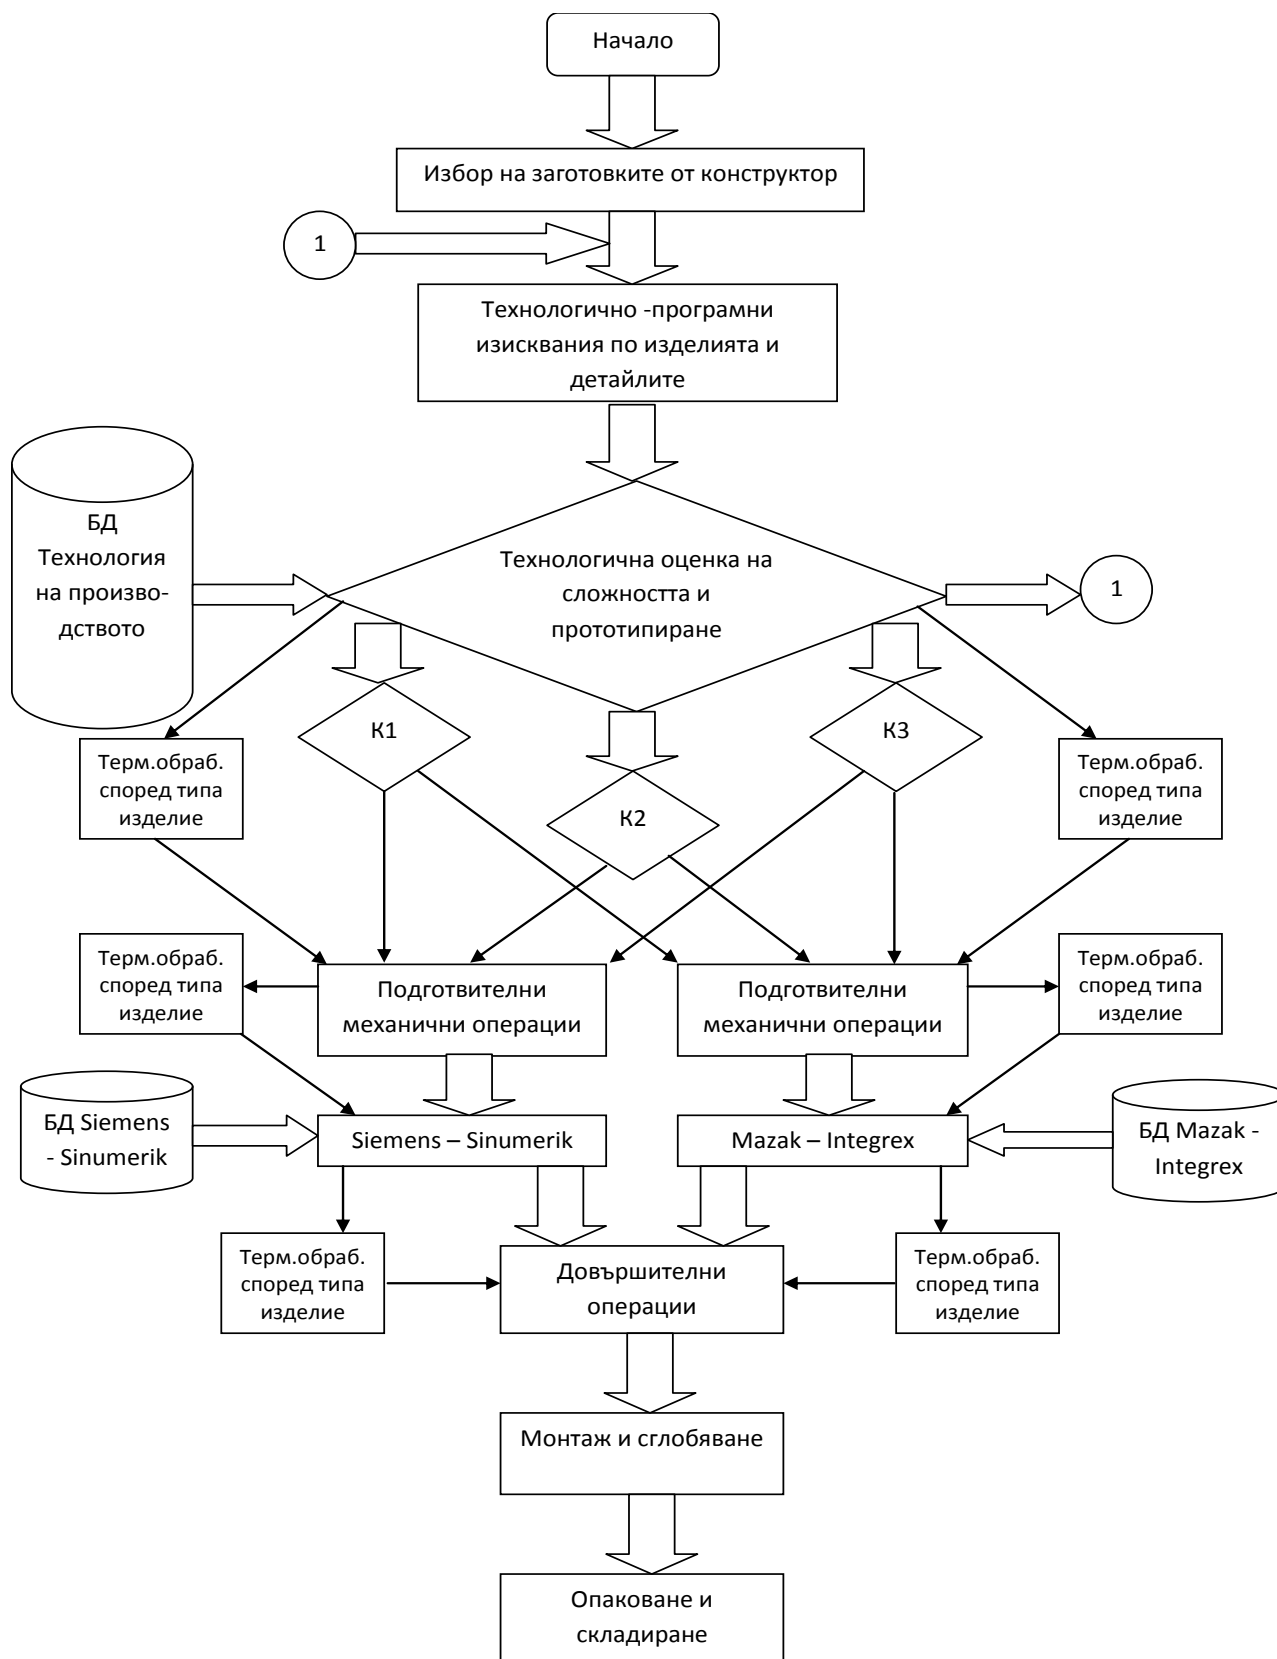 Начало
Избор на заготовките от конструктор
1
Технологично -програмни
изисквания по изделията и
детайлите
БД
Технология
на произво-
дството
Технологична оценка на
сложността и
прототипиране
1
К1
К2
К3
Терм.обраб.
според типа
изделие
Терм.обраб.
според типа
изделие
Терм.обраб.
според типа
изделие
Подготвителни
механични операции
Подготвителни
механични операции
Терм.обраб.
според типа
изделие
БД Siemens
- Sinumerik
Siemens – Sinumerik
Mazak – Integrex
БД Mazak -
Integrex
Терм.обраб.
според типа
изделие
Довършителни
операции
Терм.обраб.
според типа
изделие
Монтаж и сглобяване
Опаковане и
складиране